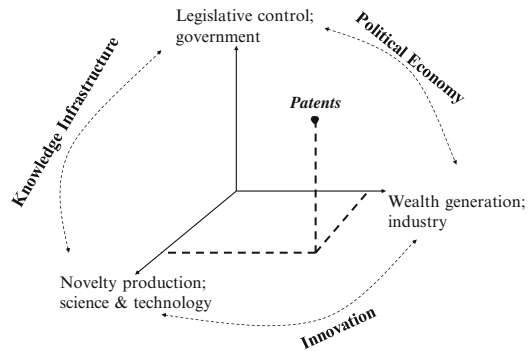 Legislative control;
government
Political Economy
Knowledge Infrastructure
Patents
Wealth generation;
industry
Novelty production;
science & technology
Innovation